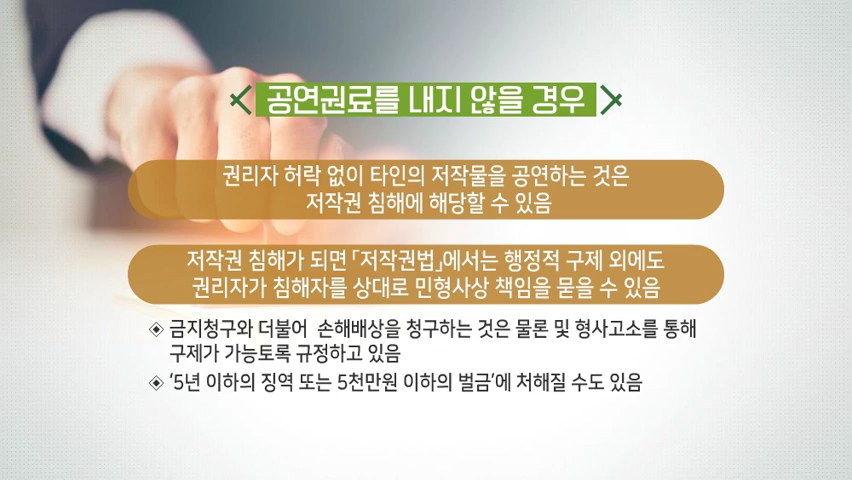 공연권료를 내지 않을 경우
권리자 허락 없이 타인의 저작물을 공연하는 것은
저작권 침해에 해당할 수 있음
저작권 침해가 되면 「저작권법」에서는 행정적 구제 외에도
권리자가 침해자를 상대로 민형사상 책임을 묻을 수 있음
◈ 금지청구와 더불어 손해배상을 청구하는 것은 물론 및 형사고소를 통해
구제가 가능토록 규정하고 있음
◈ '5년 이하의 징역 또는 5천만원 이하의 벌금'에 처해질 수도 있음